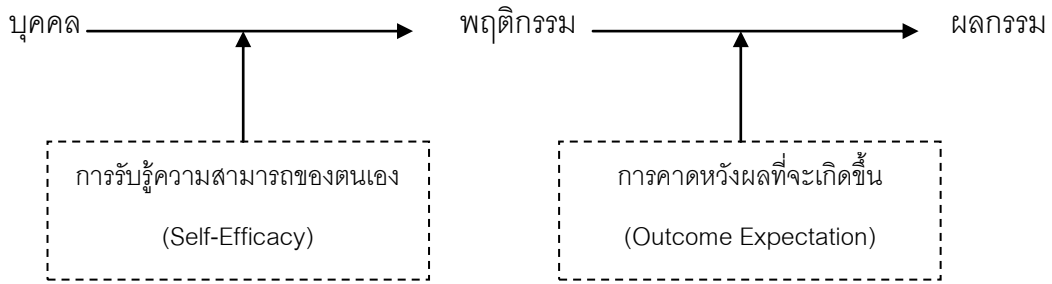 บุคคล พฤติกรรม ผลกรรม
การรับรู้ความสามารถของตนเอง
(Self-Efficacy)
การคาดหวังผลที่จะเกิดขึ้น
(Outcome Expectation)